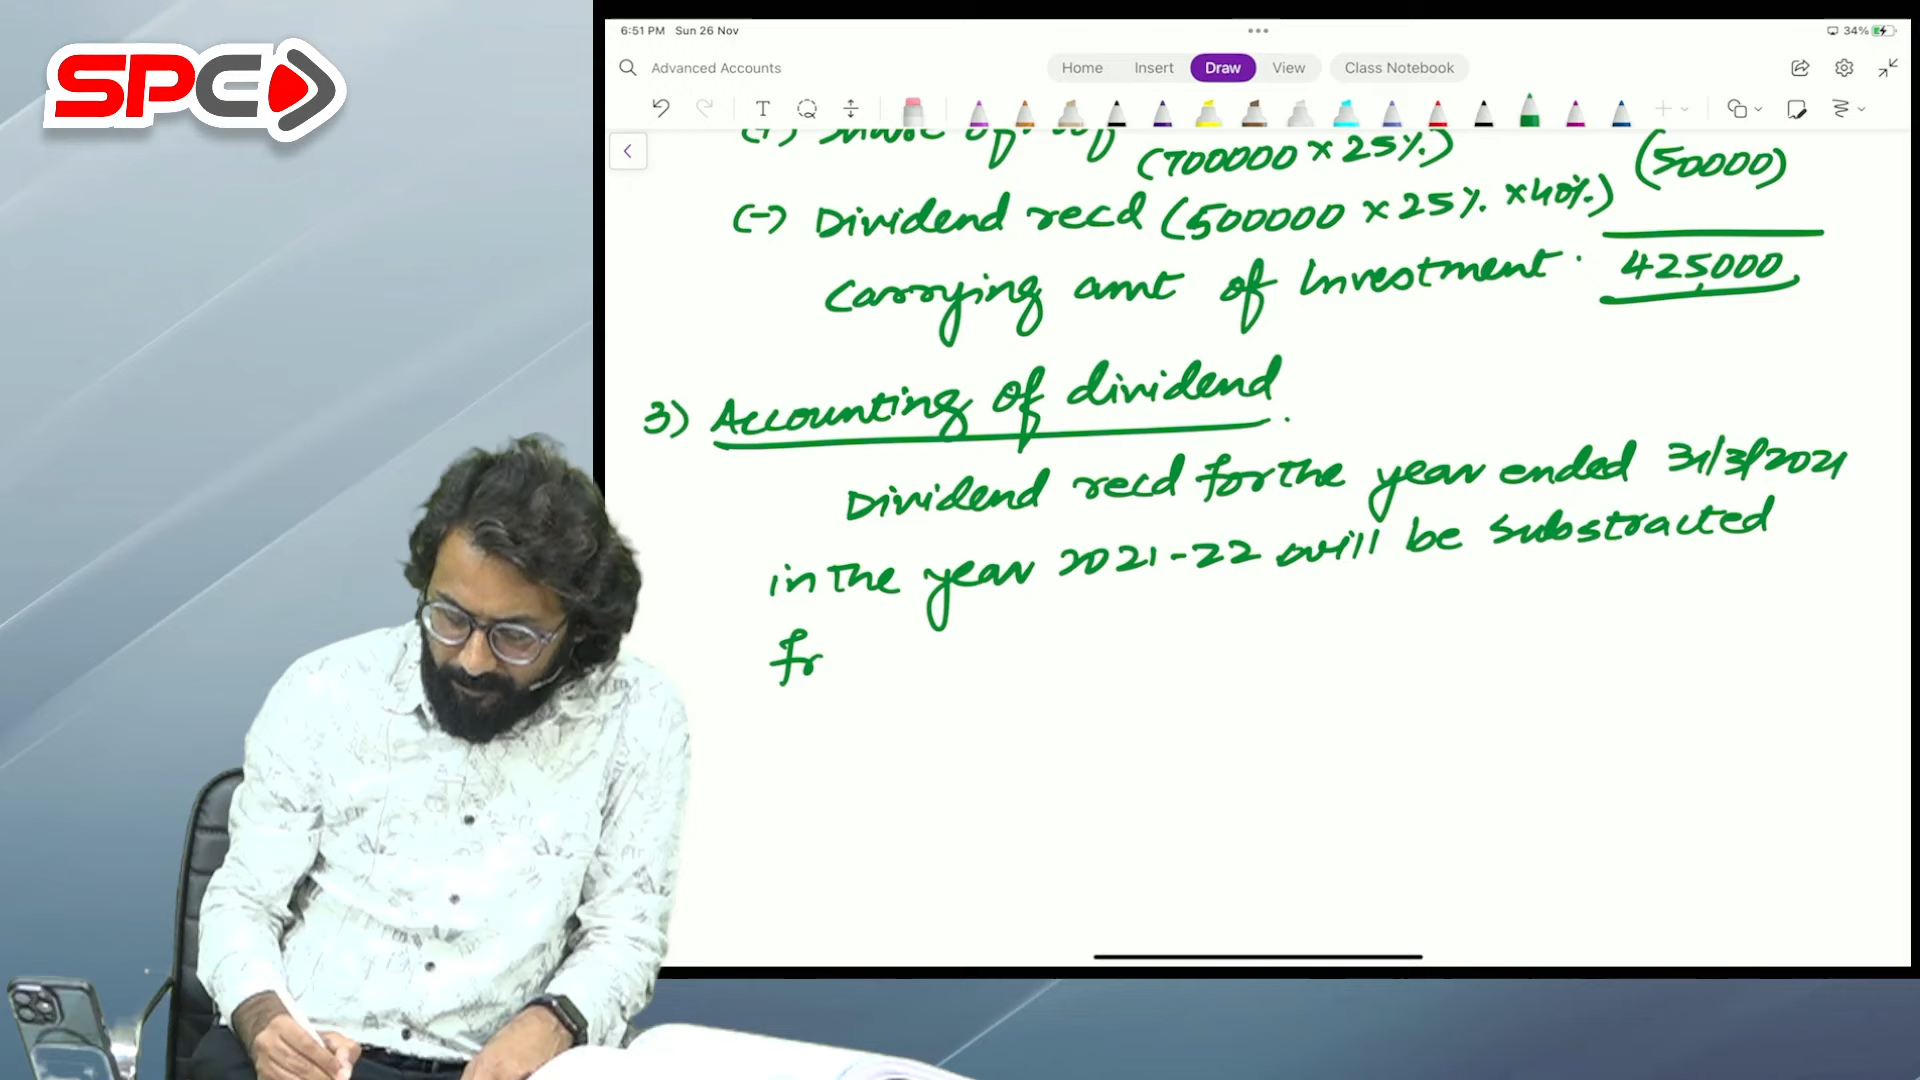 SPE
6:51 PM Sun 26 Nov
34%
Advanced Accounts
Home Insert Draw View Class Notebook
(700000 x 25%.) (50000)
(-) Dividend recd (500000 x 25%. x 40%.)
Carrying amt of Investment. 425000
3) Accounting of dividend.
Dividend recd for the year ended 31/3/2021
in the year 2021-22 will be substracted
fr